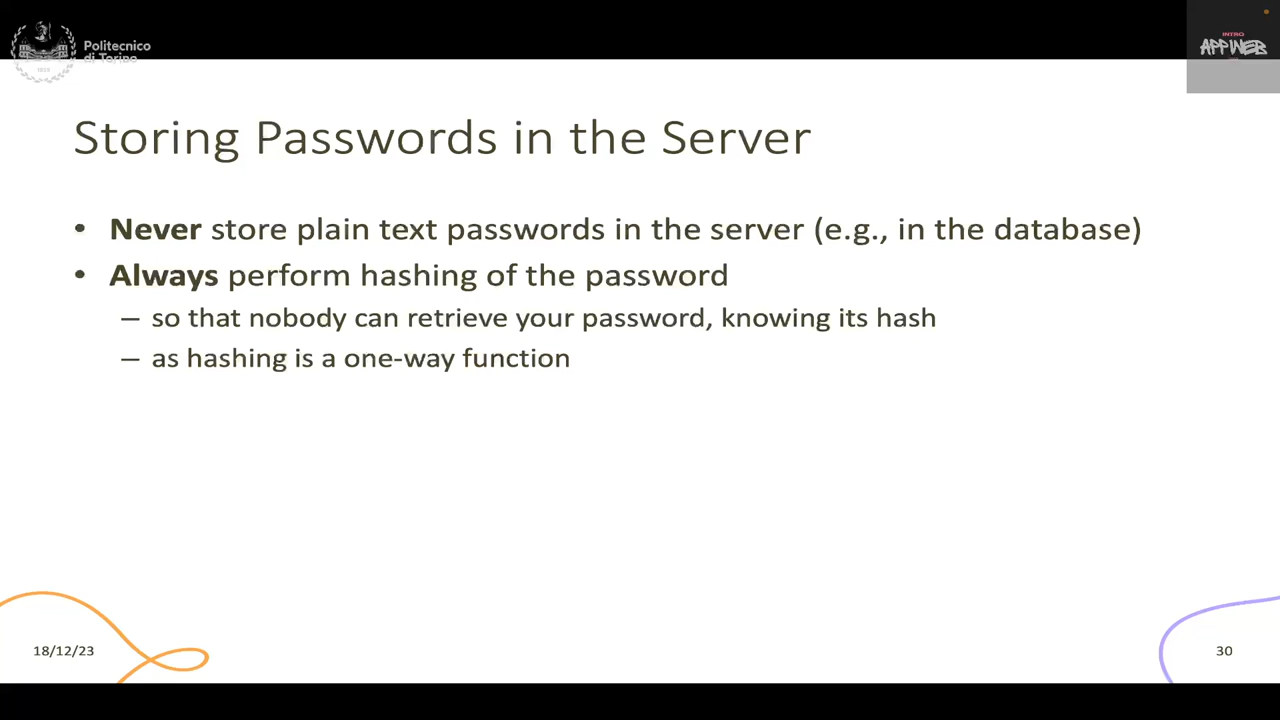 Politecnico
di Torino
INTRO
APPWEB
Storing Passwords in the Server
• Never store plain text passwords in the server (e.g., in the database)
• Always perform hashing of the password
– so that nobody can retrieve your password, knowing its hash
– as hashing is a one-way function
18/12/23
30